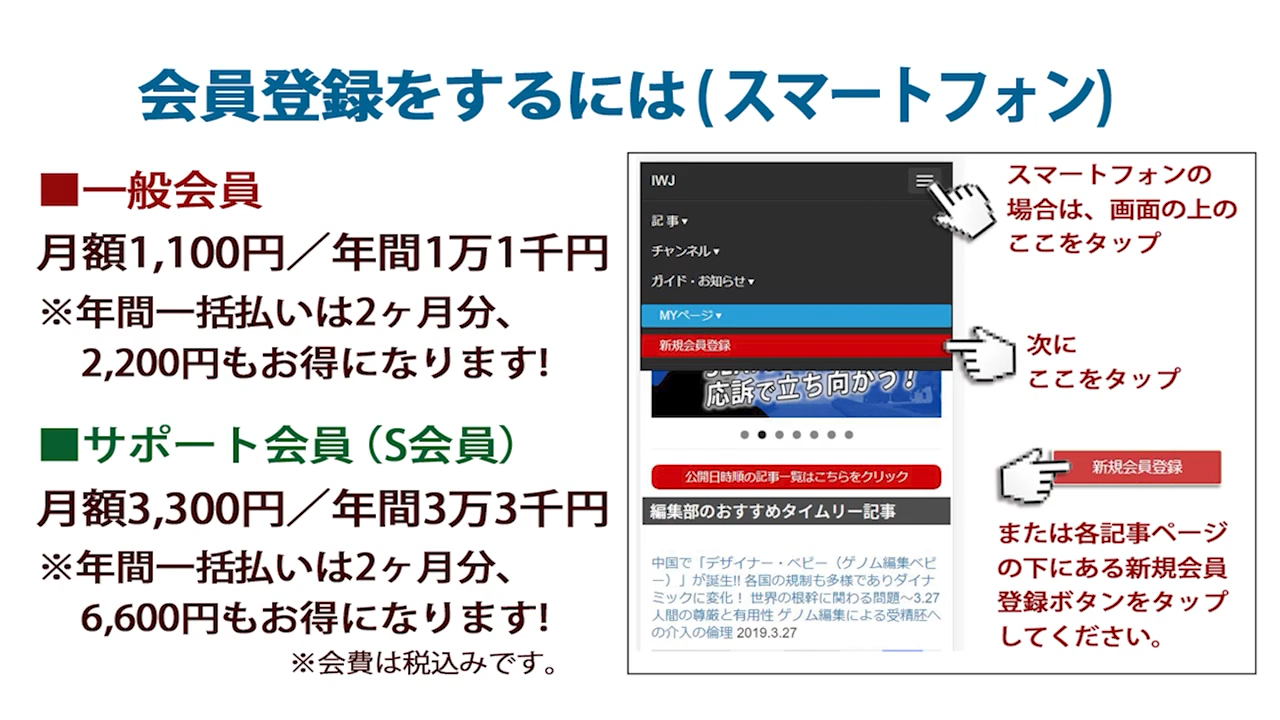 会員登録をするには(スマートフォン)
■一般会員
月額1,100円／年間1万1千円
※年間一括払いは2ヶ月分、
2,200円もお得になります!
■サポート会員（S会員）
月額3,300円／年間3万3千円
※年間一括払いは2ヶ月分、
6,600円もお得になります!
※会費は税込みです。
IWJ
記事▾
チャンネル▾
ガイド・お知らせ▾
MYページ▾
新規会員登録
応訴で立ち向かう！
公開日時順の記事一覧はこちらをクリック
編集部のおすすめタイムリー記事
中国で「デザイナー・ベビー（ゲノム編集ベビ
ー）」が誕生!! 各国の規制も多様でありダイナ
ミックに変化！ 世界の根幹に関わる問題〜3.27
人間の尊厳と有用性 ゲノム編集による受精胚へ
の介入の倫理 2019.3.27
スマートフォンの
場合は、画面の上の
ここをタップ
次に
ここをタップ
新規会員登録
または各記事ページ
の下にある新規会員
登録ボタンをタップ
してください。